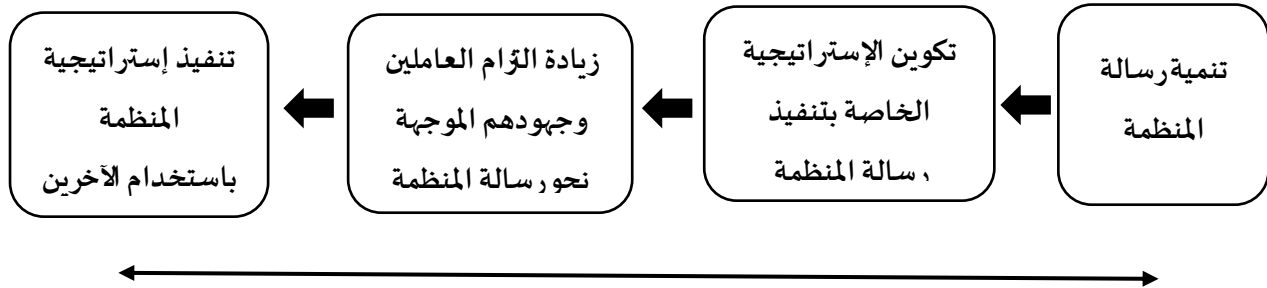 تنمية رسالة
المنظمة
تكوين الإستراتيجية
الخاصة بتنفيذ
رسالة المنظمة
زيادة التزام العاملين
وجهودهم الموجهة
نحو رسالة المنظمة
تنفيذ إستراتيجية
المنظمة
باستخدام الآخرين